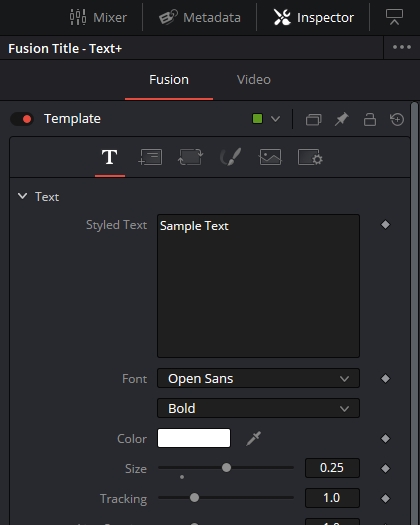 Mixer Metadata Inspector
Fusion Title - Text+ •••
Fusion Video
Template
T
Text
Styled Text Sample Text
Font Open Sans
Bold
Color
Size 0.25
Tracking 1.0